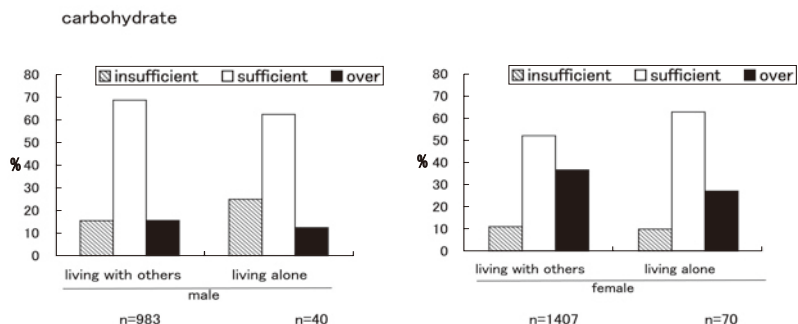 carbohydrate
insufficient sufficient over
80
70
60
50
40
30
20
10
0
%
living with others living alone
male
n=983 n=40
insufficient sufficient over
80
70
60
50
40
30
20
10
0
%
living with others living alone
female
n=1407 n=70